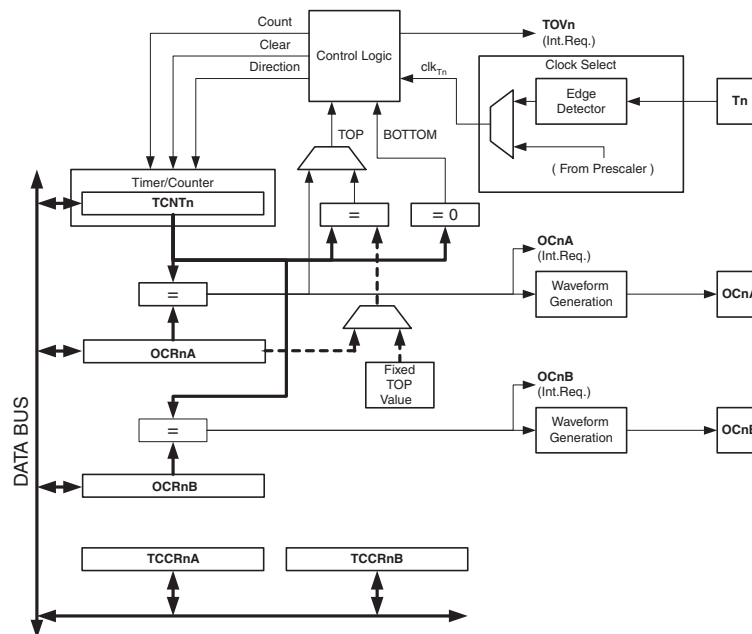 Count
Clear
Direction
Control Logic
TOVn
(Int.Req.)
clkTn
Clock Select
Edge
Detector
Tn
( From Prescaler )
TOP
BOTTOM
Timer/Counter
TCNTn
=
= 0
OCnA
(Int.Req.)
=
Waveform
Generation
OCnA
OCRnA
Fixed
TOP
Value
OCnB
(Int.Req.)
=
Waveform
Generation
OCnB
OCRnB
DATA BUS
TCCRnA
TCCRnB